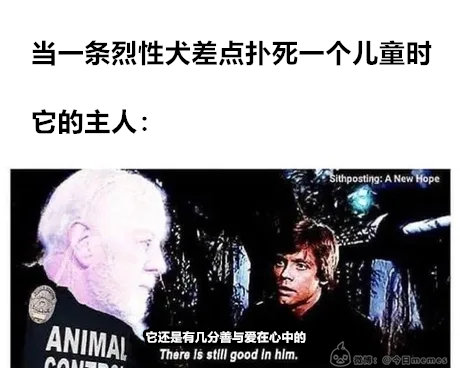 当一条烈性犬差点扑死一个儿童时
它的主人：
Sithposting: A New Hope
ANIMAL
CONTROL
它还是有几分善与爱在心中的
There is still good in him.
微博：@今日memes